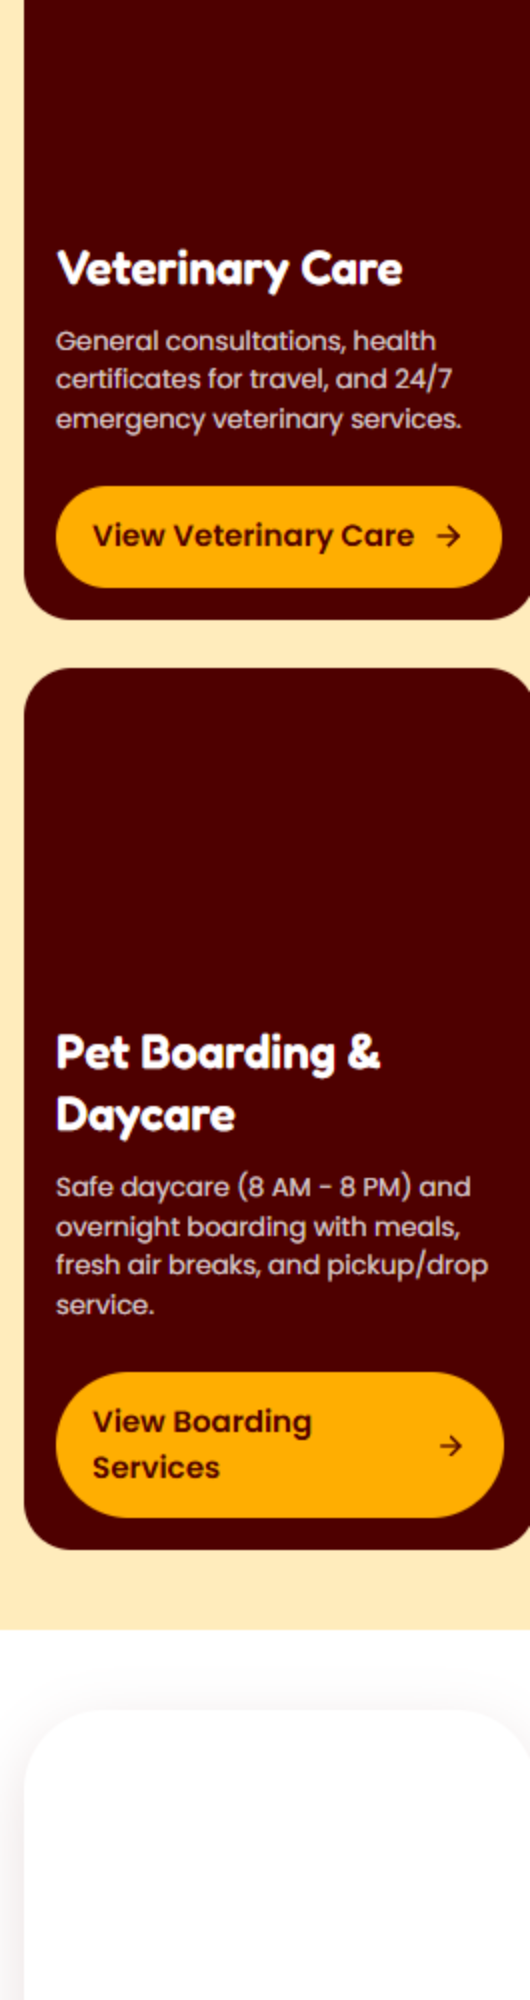 Veterinary Care
General consultations, health
certificates for travel, and 24/7
emergency veterinary services.
View Veterinary Care →
Pet Boarding &
Daycare
Safe daycare (8 AM - 8 PM) and
overnight boarding with meals,
fresh air breaks, and pickup/drop
service.
View Boarding
Services →